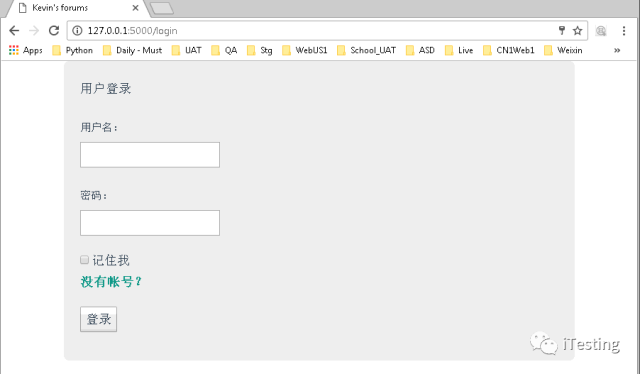 Kevin's forums
127.0.0.1:5000/login
Apps Python Daily - Must UAT QA Stg WebUS1 School_UAT ASD Live CN1Web1 Weixin »
用户登录
用户名：
密码：
记住我
没有帐号？
登录
iTesting